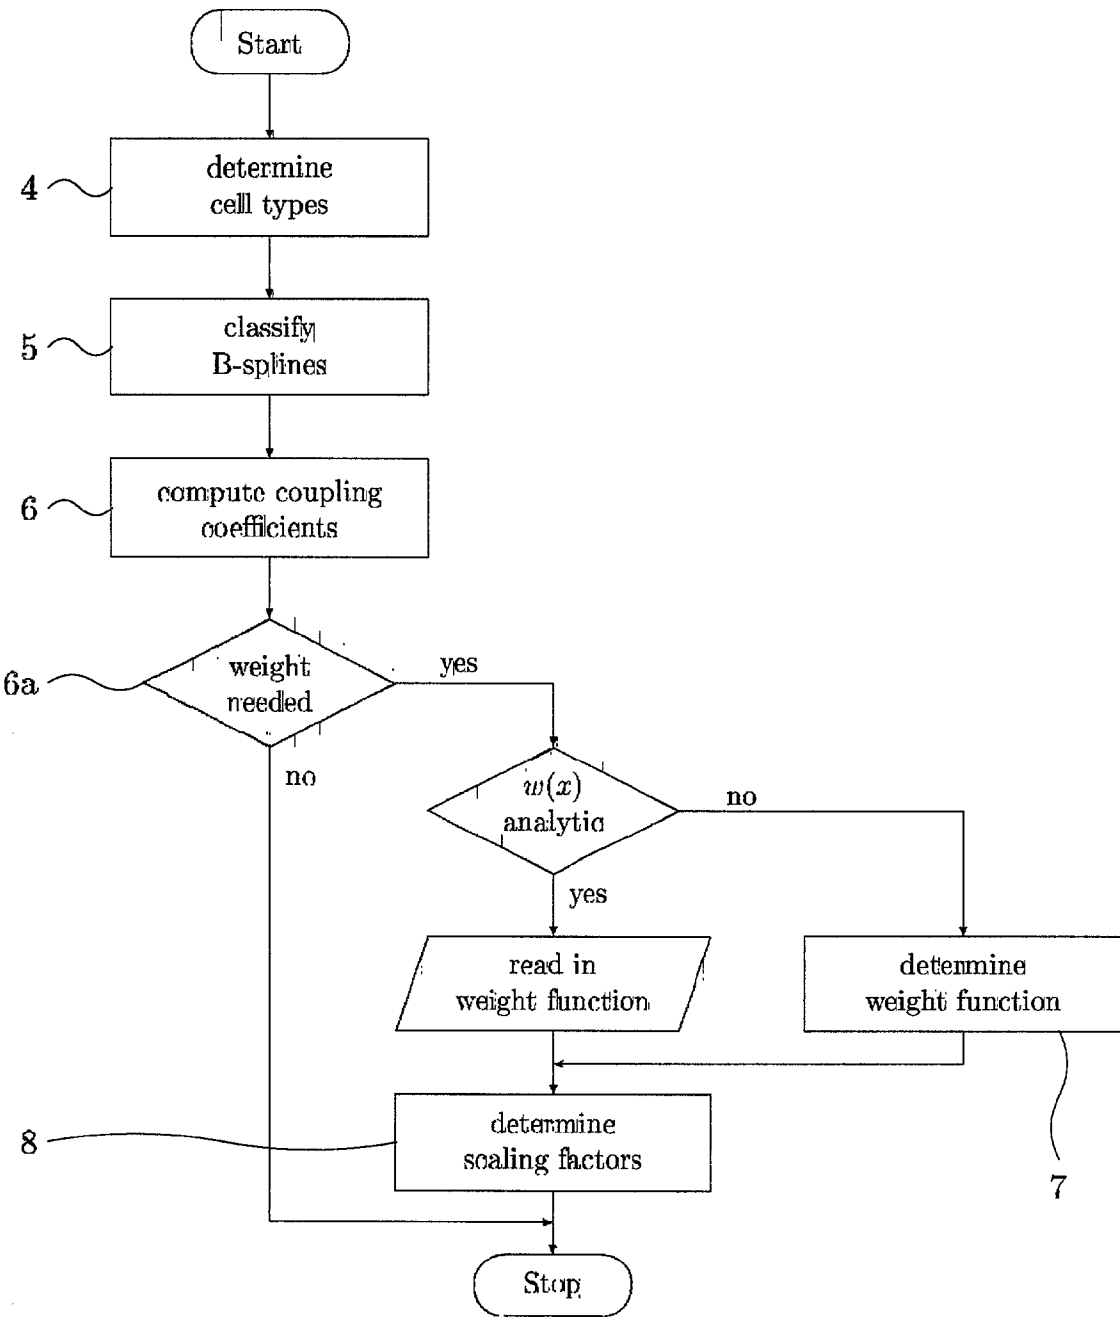 Start
4
determine
cell types
5
classify
B-splines
6
compute coupling
coefficients
6a
weight
needed
yes
no
w(x)
analytic
no
yes
read in
weight function
determine
weight function
8
determine
scaling factors
7
Stop